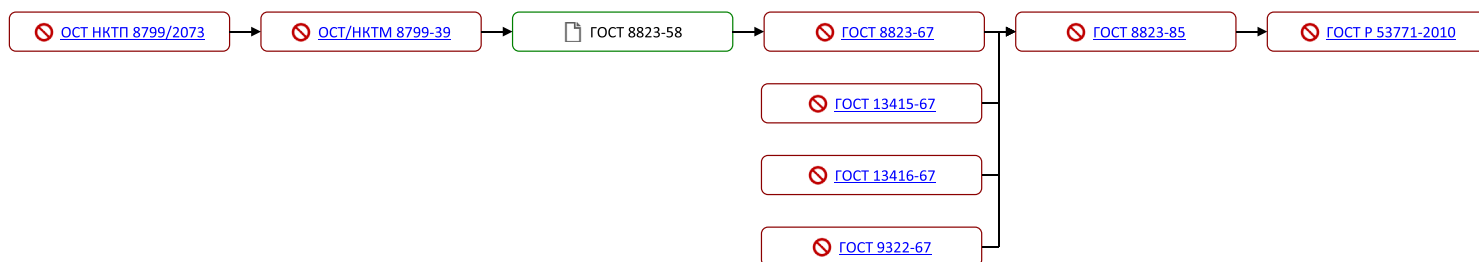 ОСТ НКТП 8799/2073
ОСТ/НКТМ 8799-39
ГОСТ 8823-58
ГОСТ 8823-67
ГОСТ 8823-85
ГОСТ Р 53771-2010
ГОСТ 13415-67
ГОСТ 13416-67
ГОСТ 9322-67